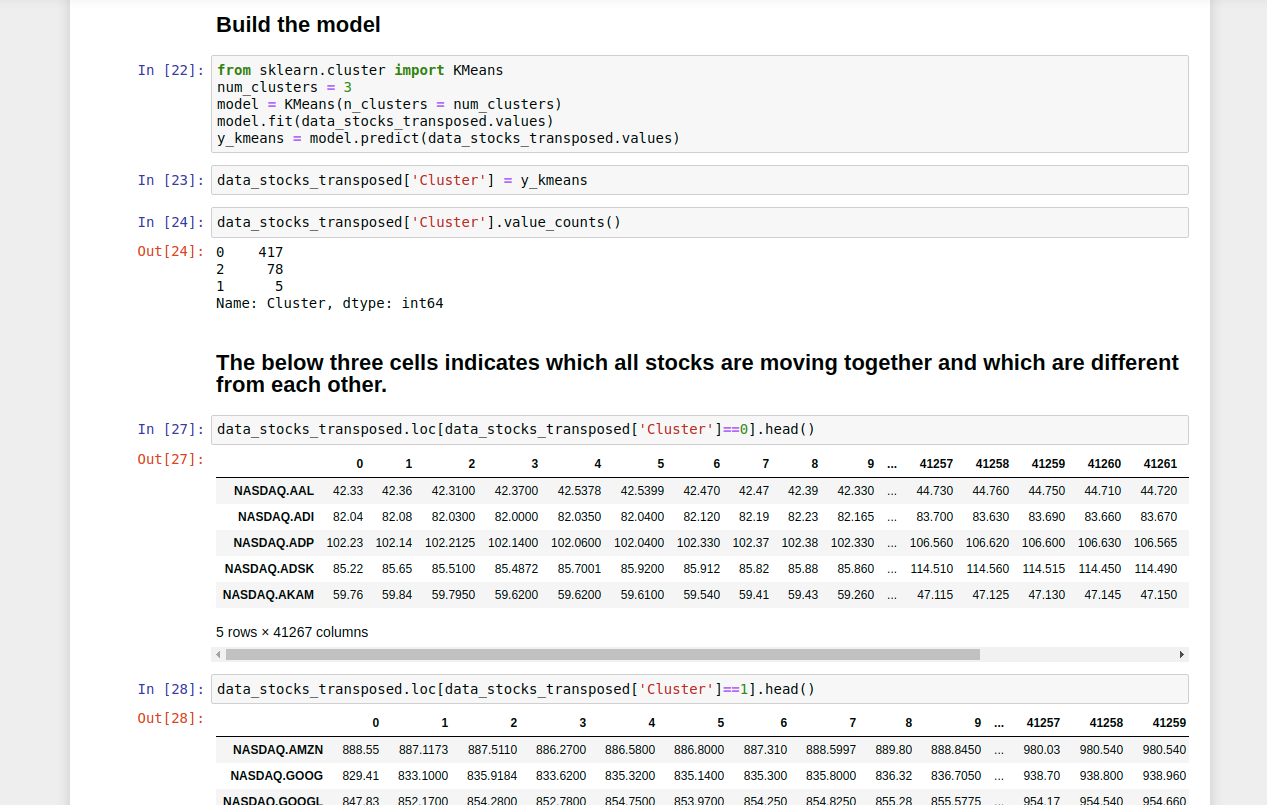 Build the model
In [22]: from sklearn.cluster import KMeans
num_clusters = 3
model = KMeans(n_clusters = num_clusters)
model.fit(data_stocks_transposed.values)
y_kmeans = model.predict(data_stocks_transposed.values)
In [23]: data_stocks_transposed['Cluster'] = y_kmeans
In [24]: data_stocks_transposed['Cluster'].value_counts()
Out[24]: 0 417
2 78
1 5
Name: Cluster, dtype: int64
The below three cells indicates which all stocks are moving together and which are different
from each other.
In [27]: data_stocks_transposed.loc[data_stocks_transposed['Cluster']==0].head()
Out[27]:
0 1 2 3 4 5 6 7 8 9 ... 41257 41258 41259 41260 41261
NASDAQ.AAL 42.33 42.36 42.3100 42.3700 42.5378 42.5399 42.470 42.47 42.39 42.330 ... 44.730 44.760 44.750 44.710 44.720
NASDAQ.ADI 82.04 82.08 82.0300 82.0000 82.0350 82.0400 82.120 82.19 82.23 82.165 ... 83.700 83.630 83.690 83.660 83.670
NASDAQ.ADP 102.23 102.14 102.2125 102.1400 102.0600 102.0400 102.330 102.37 102.38 102.330 ... 106.560 106.620 106.600 106.630 106.565
NASDAQ.ADSK 85.22 85.65 85.5100 85.4872 85.7001 85.9200 85.912 85.82 85.88 85.860 ... 114.510 114.560 114.515 114.450 114.490
NASDAQ.AKAM 59.76 59.84 59.7950 59.6200 59.6200 59.6100 59.540 59.41 59.43 59.260 ... 47.115 47.125 47.130 47.145 47.150
5 rows × 41267 columns
In [28]: data_stocks_transposed.loc[data_stocks_transposed['Cluster']==1].head()
Out[28]:
0 1 2 3 4 5 6 7 8 9 ... 41257 41258 41259
NASDAQ.AMZN 888.55 887.1173 887.5110 886.2700 886.5800 886.8000 887.310 888.5997 889.80 888.8450 ... 980.03 980.540 980.540
NASDAQ.GOOG 829.41 833.1000 835.9184 833.6200 835.3200 835.1400 835.300 835.8000 836.32 836.7050 ... 938.70 938.800 938.960
NASDAQ.GOOGL 847.83 852.1700 854.2800 852.7800 854.7500 853.9700 854.250 854.8250 855.28 855.5775 ... 954.17 954.540 954.660